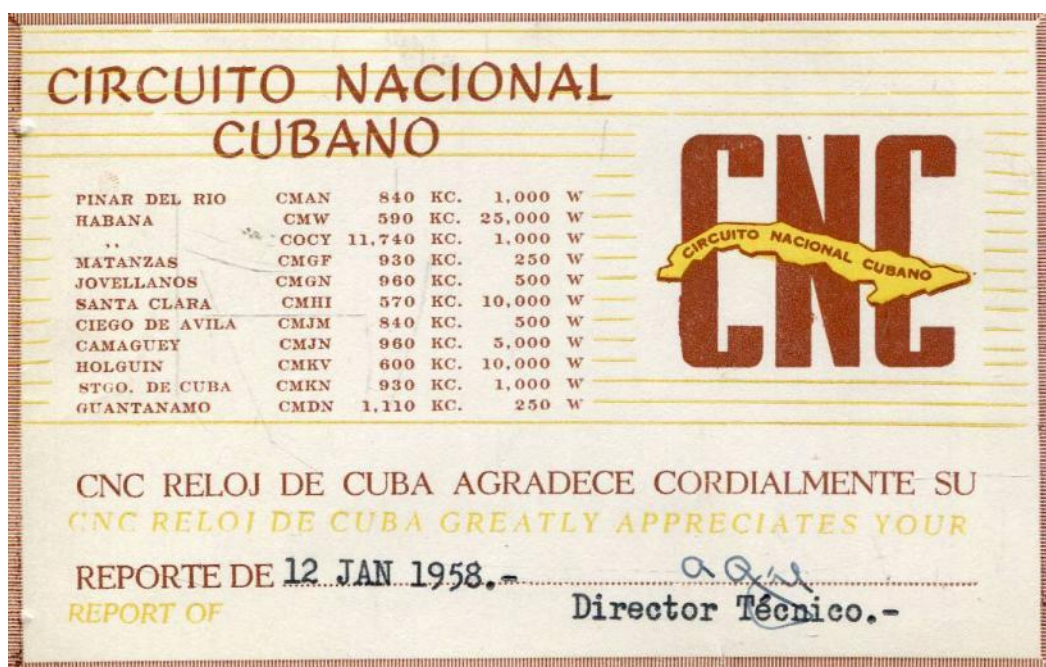 CIRCUITO NACIONAL
CUBANO
CNC
CIRCUITO NACIONAL CUBANO
PINAR DEL RIO CMAN 840 KC. 1,000 W
HABANA CMW 590 KC. 25,000 W
,, COCY 11,740 KC. 1,000 W
MATANZAS CMGF 930 KC. 250 W
JOVELLANOS CMGN 960 KC. 500 W
SANTA CLARA CMHI 570 KC. 10,000 W
CIEGO DE AVILA CMJM 840 KC. 500 W
CAMAGUEY CMJN 960 KC. 5,000 W
HOLGUIN CMKV 600 KC. 10,000 W
STGO. DE CUBA CMKN 930 KC. 1,000 W
GUANTANAMO CMDN 1,110 KC. 250 W
CNC RELOJ DE CUBA AGRADECE CORDIALMENTE SU
CNC RELOJ DE CUBA GREATLY APPRECIATES YOUR
REPORTE DE 12 JAN 1958.-
REPORT OF
Director Técnico.-